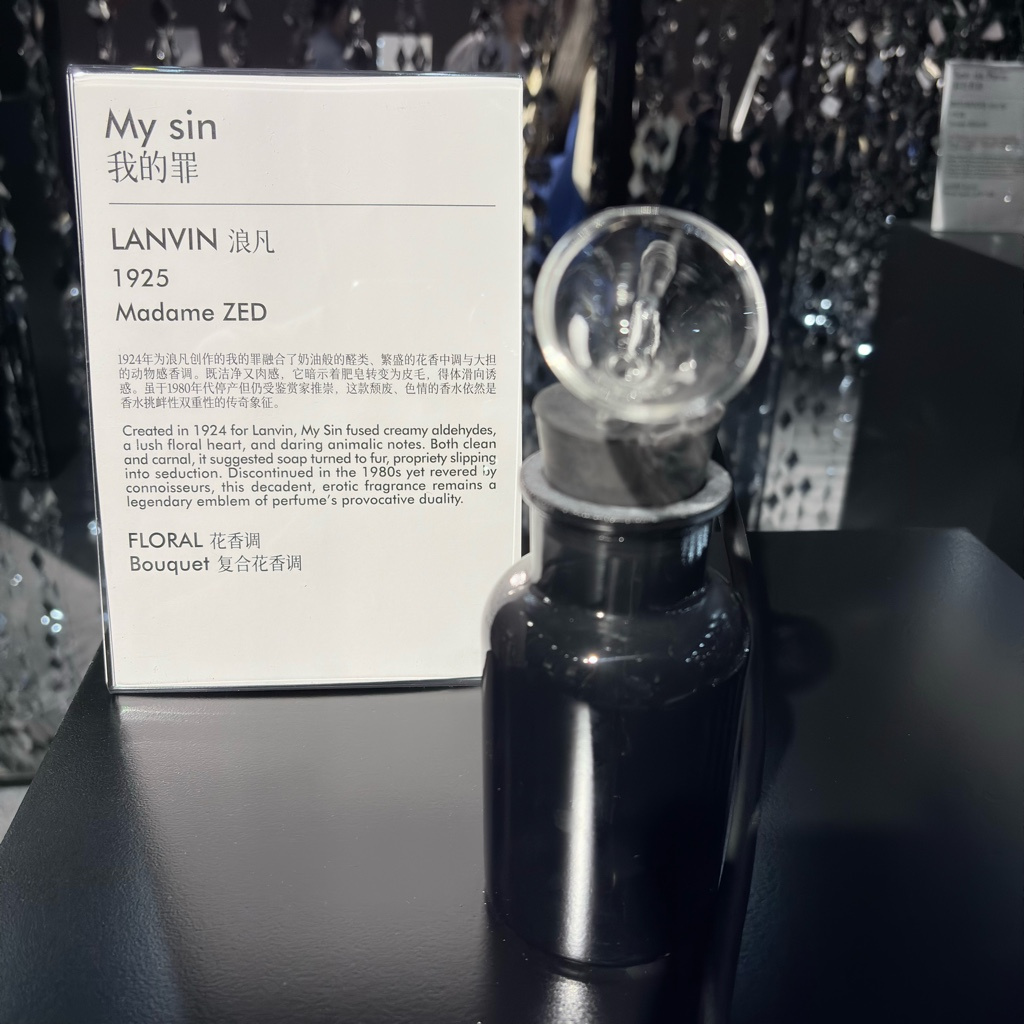 My sin
我的罪
LANVIN 浪凡
1925
Madame ZED
1924年为浪凡创作的我的罪融合了奶油般的醛类、繁盛的花香中调与大担
的动物感香调。既洁净又肉感，它暗示着肥皂转变为皮毛，得体滑向诱
惑。虽于1980年代停产但仍受鉴赏家推崇，这款颓废、色情的香水依然是
香水挑衅性双重性的传奇象征。
Created in 1924 for Lanvin, My Sin fused creamy aldehydes,
a lush floral heart, and daring animalic notes. Both clean
and carnal, it suggested soap turned to fur, propriety slipping
into seduction. Discontinued in the 1980s yet revered by
connoisseurs, this decadent, erotic fragrance remains a
legendary emblem of perfume's provocative duality.
FLORAL 花香调
Bouquet 复合花香调